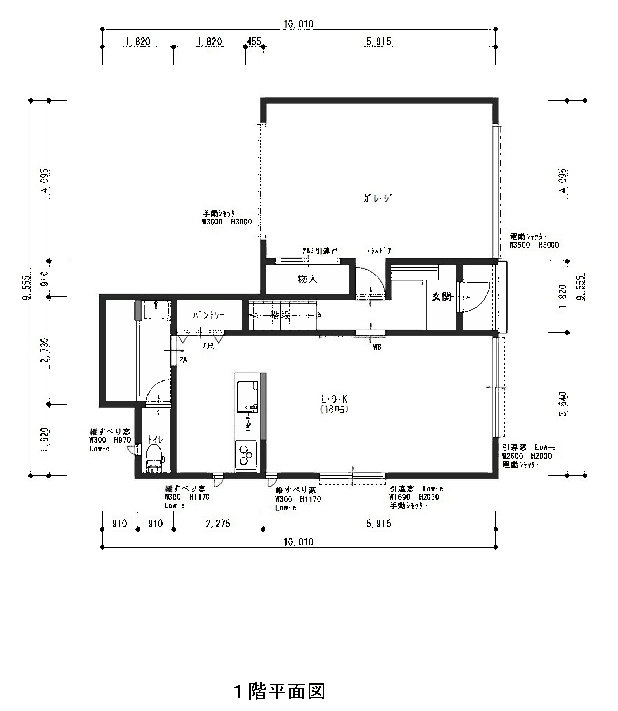 10,010
1,820 1,820 455 5,915
4,095
4,095
ガレージ
手動シャッター
W3600 H3000
電動シャッター
W3500 H3000
9,555
910
物入
玄関
1,820
9,555
パンドリー
階段
2,730
L・D・K
(18帖)
3,640
縦すべり窓
W300 H970
Low-e
トイレ
1,820
引違窓 Low-e
W2600 H2030
電動シャッター
縦すべり窓
W300 H1170
Low-e
縦すべり窓
W300 H1170
Low-e
引違窓 Low-e
W1690 H2030
手動シャッター
910 910 2,275 5,915
10,010
1階平面図